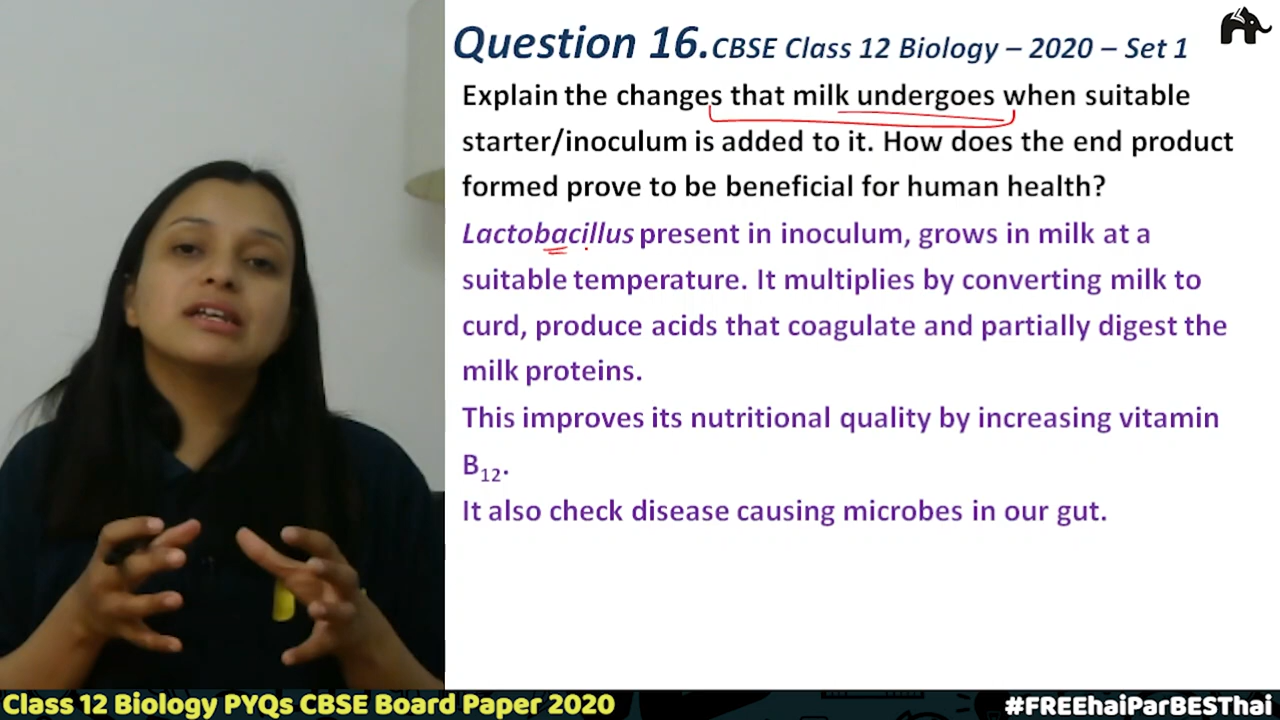 Question 16.CBSE Class 12 Biology – 2020 – Set 1
Explain the changes that milk undergoes when suitable
starter/inoculum is added to it. How does the end product
formed prove to be beneficial for human health?
Lactobacillus present in inoculum, grows in milk at a
suitable temperature. It multiplies by converting milk to
curd, produce acids that coagulate and partially digest the
milk proteins.
This improves its nutritional quality by increasing vitamin
B₁₂.
It also check disease causing microbes in our gut.
Class 12 Biology PYQs CBSE Board Paper 2020
#FREEhaiParBESThai